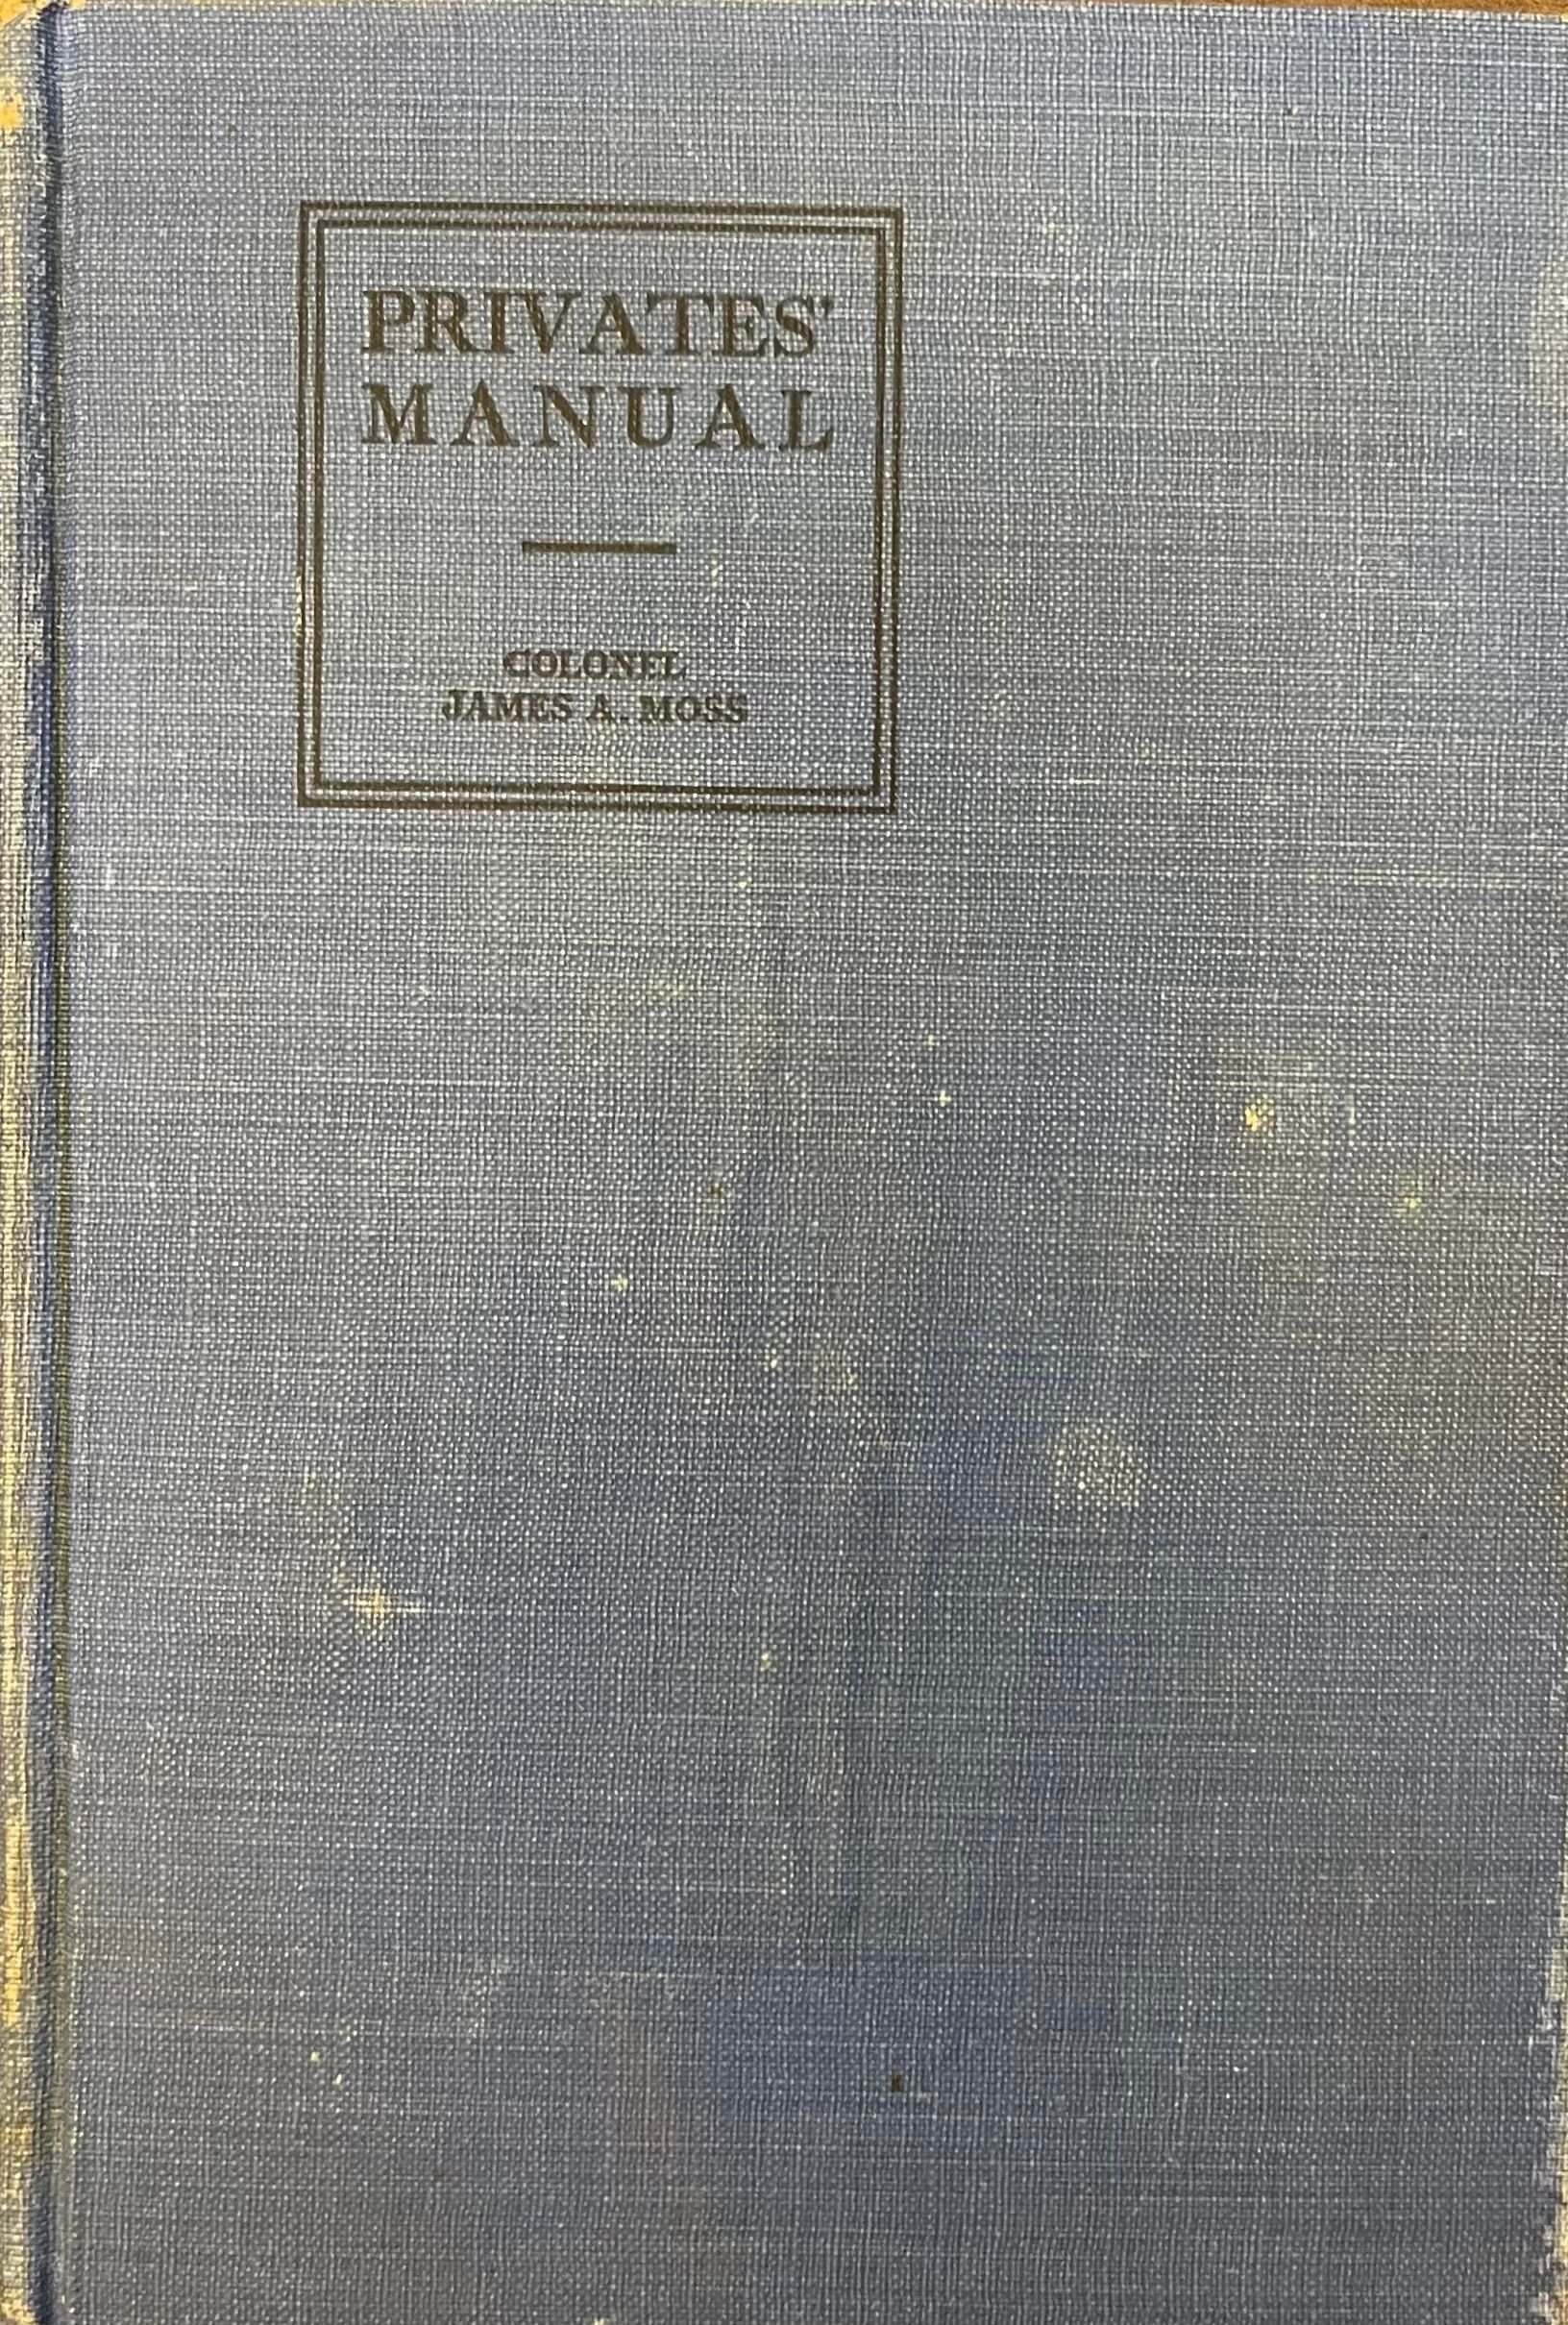 PRIVATES'
MANUAL
COLONEL
JAMES A. MOSS